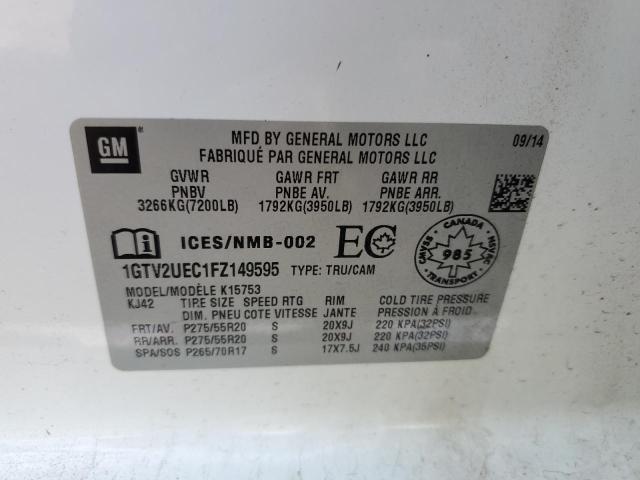 GM
MFD BY GENERAL MOTORS LLC
FABRIQUÉ PAR GENERAL MOTORS LLC
09/14
GVWR GAWR FRT GAWR RR
PNBV PNBE AV. PNBE ARR.
3266KG(7200LB) 1792KG(3950LB) 1792KG(3950LB)
ICES/NMB-002 EC
CANADA
CMVSS 985 NSVAC
TRANSPORT
1GTV2UEC1FZ149595 TYPE: TRU/CAM
MODEL/MODÈLE K15753
KJ42 TIRE SIZE SPEED RTG RIM COLD TIRE PRESSURE
DIM. PNEU COTE VITESSE JANTE PRESSION À FROID
FRT/AV. P275/55R20 S 20X9J 220 KPA(32PSI)
RR/ARR. P275/55R20 S 20X9J 220 KPA(32PSI)
SPA/SOS P265/70R17 S 17X7.5J 240 KPA(35PSI)